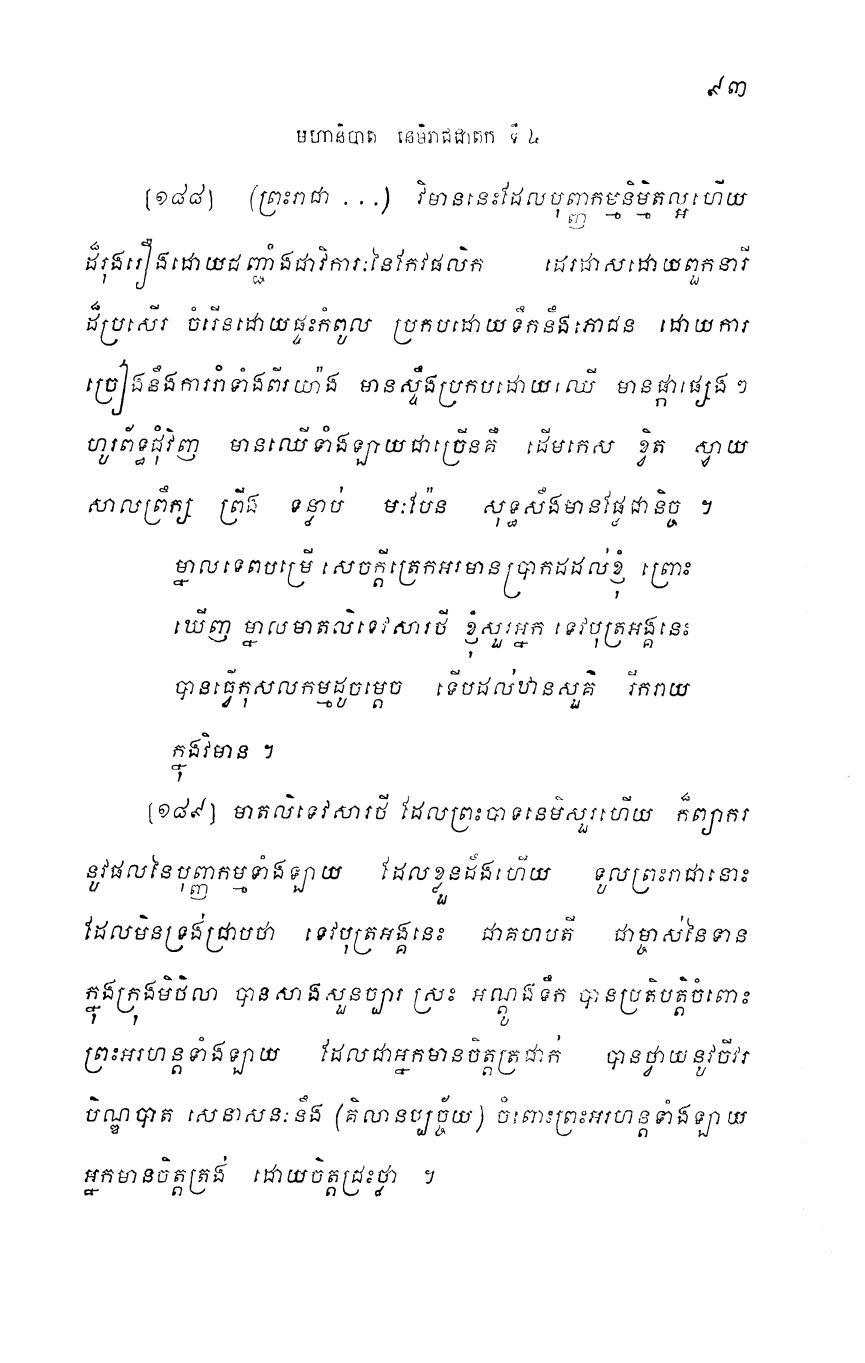 ៩៣
មហានិបាត នេមិរាជជាតក ទី ៤
[១៨៨] (ព្រះរាជា ...) វិមាននេះដែលបុញ្ញកម្មនិម្មិតល្អហើយ
ដ៏រុងរឿងដោយជញ្ជាំងជាវិការៈនៃកែវផលិក ដេរដាសដោយពួកនារី
ដ៏ប្រសើរ ចំរើនដោយផ្ទះកំពូល ប្រកបដោយទឹកនឹងភោជន ដោយការ
ច្រៀងនឹងការរាំទាំងពីរយ៉ាង មានស្ទឹងប្រកបដោយឈើ មានផ្កាផ្សេងៗ
ហូរព័ទ្ធជុំវិញ មានឈើទាំងឡាយជាច្រើនគឺ ដើមកេស ខ្វិត ស្វាយ
សាលព្រឹក្ស ព្រីង ទន្លាប់ មៈប៉ែន សុទ្ធសឹងមានផ្លែជានិច្ច ។
ម្នាលទេពបម្រើ សេចក្តីត្រេកអរមានប្រាកដដល់ខ្ញុំ ព្រោះ
ឃើញ ម្នាលមាតលិទេវសារថី ខ្ញុំសួរអ្នក ទេវបុត្រអង្គនេះ
បានធ្វើកុសលកម្មដូចម្តេច ទើបដល់ឋានសួគ៌ រីករាយ
ក្នុងវិមាន ។
[១៨៩] មាតលិទេវសារថី ដែលព្រះបាទនេមិសួរហើយ ក៏ព្យាករ
នូវផលនៃបុញ្ញកម្មទាំងឡាយ ដែលខ្លួនដឹងហើយ ទូលព្រះរាជានោះ
ដែលមិនទ្រង់ជ្រាបថា ទេវបុត្រអង្គនេះ ជាគហបតី ជាម្ចាស់នៃទាន
ក្នុងក្រុងមិថិលា បានសាងសួនច្បារ ស្រះ អណ្តូងទឹក បានប្រតិបត្តិចំពោះ
ព្រះអរហន្តទាំងឡាយ ដែលជាអ្នកមានចិត្តត្រជាក់ បានថ្វាយនូវចីវរ
បិណ្ឌបាត សេនាសនៈនឹង (គិលានប្បច្ច័យ) ចំពោះព្រះអរហន្តទាំងឡាយ
អ្នកមានចិត្តត្រង់ ដោយចិត្តជ្រះថ្លា ។